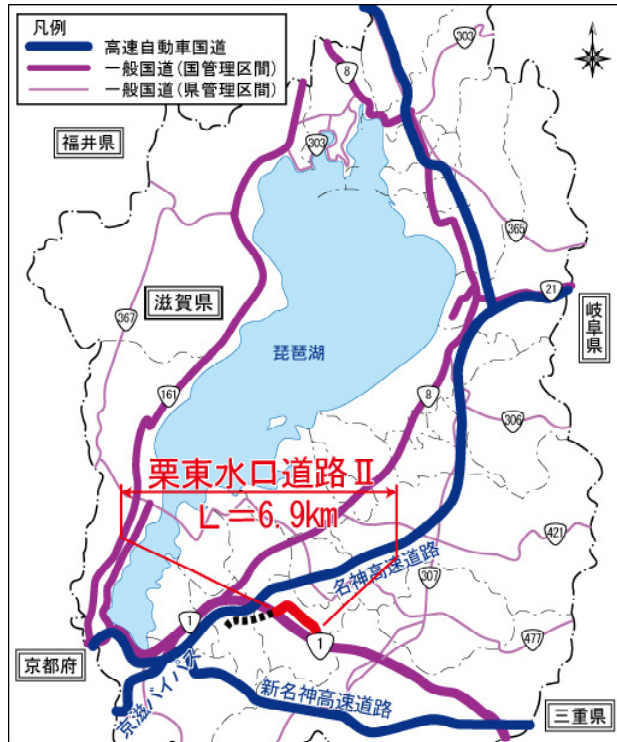 凡例
高速自動車国道
一般国道(国管理区間)
一般国道(県管理区間)
303
8
福井県
303
365
滋賀県
21
岐阜県
367
琵琶湖
161
8
306
栗東水口道路Ⅱ
L=6.9km
421
名神高速道路
307
1
1
477
京都府
京滋バイパス
新名神高速道路
三重県